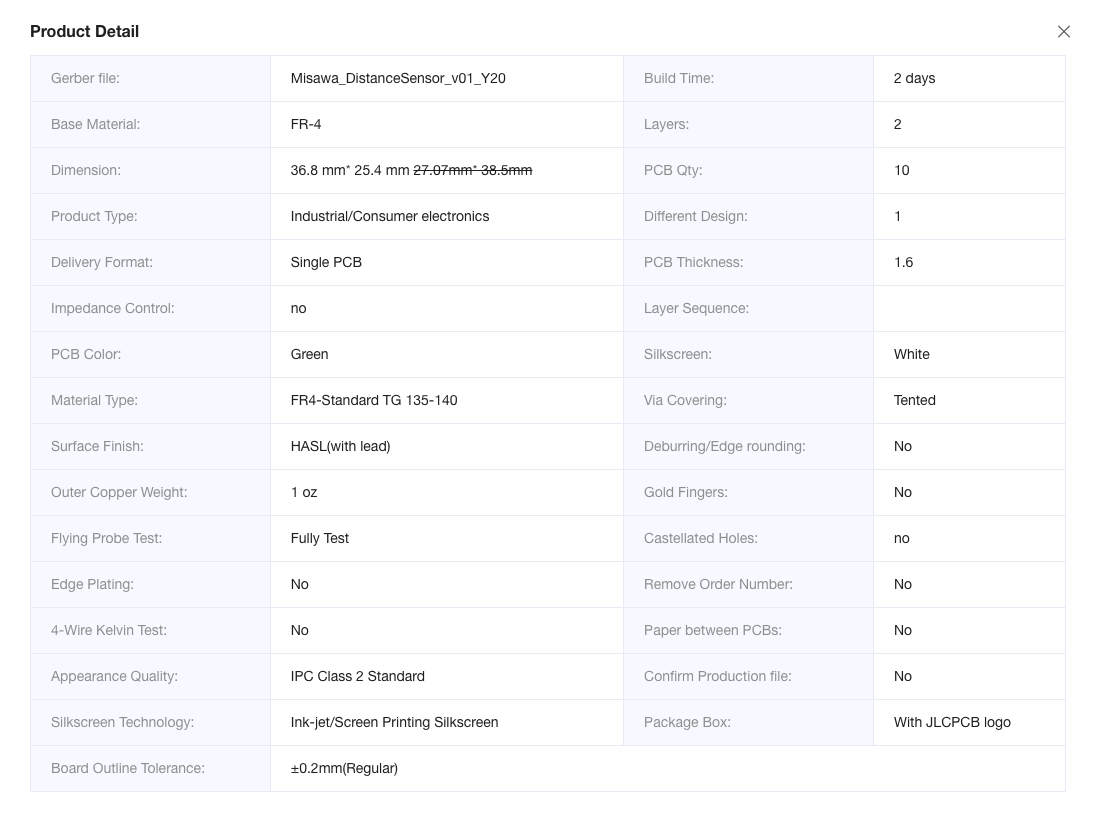 Product Detail
Gerber file: Misawa_DistanceSensor_v01_Y20 Build Time: 2 days
Base Material: FR-4 Layers: 2
Dimension: 36.8 mm* 25.4 mm 27.07mm* 38.5mm PCB Qty: 10
Product Type: Industrial/Consumer electronics Different Design: 1
Delivery Format: Single PCB PCB Thickness: 1.6
Impedance Control: no Layer Sequence:
PCB Color: Green Silkscreen: White
Material Type: FR4-Standard TG 135-140 Via Covering: Tented
Surface Finish: HASL(with lead) Deburring/Edge rounding: No
Outer Copper Weight: 1 oz Gold Fingers: No
Flying Probe Test: Fully Test Castellated Holes: no
Edge Plating: No Remove Order Number: No
4-Wire Kelvin Test: No Paper between PCBs: No
Appearance Quality: IPC Class 2 Standard Confirm Production file: No
Silkscreen Technology: Ink-jet/Screen Printing Silkscreen Package Box: With JLCPCB logo
Board Outline Tolerance: ±0.2mm(Regular)